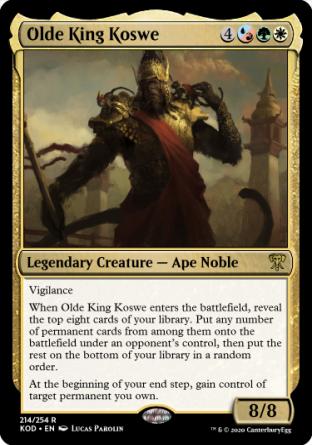 Olde King Koswe 4
Legendary Creature — Ape Noble
Vigilance
When Olde King Koswe enters the battlefield, reveal
the top eight cards of your library. Put any number
of permanent cards from among them onto the
battlefield under an opponent's control, then put the
rest on the bottom of your library in a random
order.
At the beginning of your end step, gain control of
target permanent you own.
8/8
214/254 R
KOD • EN Lucas Parolin
™ & © 2020 CanterburyEgg